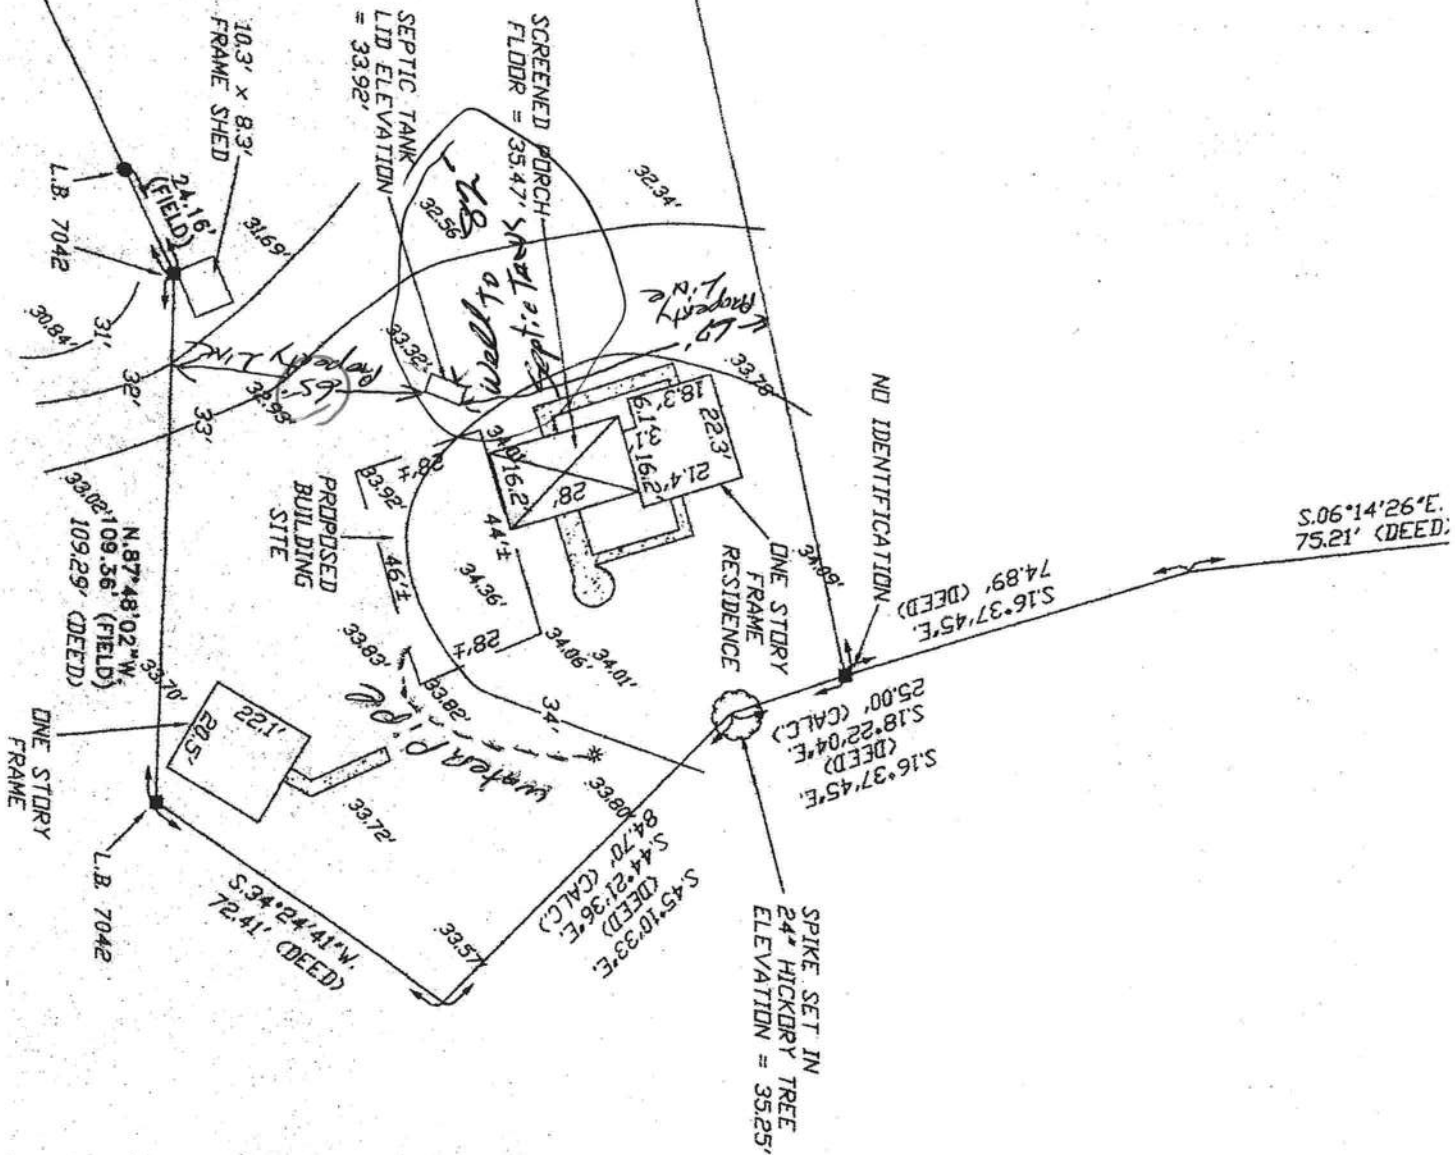 S.06°14'26"E.
75.21' (DEED)
S.16°37'45"E.
74.89' (DEED)
NO IDENTIFICATION
S.16°37'45"E.
(DEED)
S.18°22'04"E.
25.00' (CALC.)
SPIKE SET IN
24" HICKORY TREE
ELEVATION = 35.25'
S.45°10'33"E.
(DEED)
S.44°21'36"E.
84.70' (CALC.)
S.34°24'41"W.
72.41' (DEED)
L.B. 7042
ONE STORY
FRAME
N.87°48'02"W.
109.36' (FIELD)
109.29' (DEED)
24.16'
(FIELD)
L.B. 7042
10.3' x 8.3'
FRAME SHED
SEPTIC TANK
LID ELEVATION
= 33.92'
SCREENED PORCH
FLOOR = 35.47'
ONE STORY
FRAME
RESIDENCE
PROPOSED
BUILDING
SITE
Property
Line
Septic Tank
Property Line
65'
water pipe
32.34'
32.56
31.69'
30.84'
31'
32'
33'
34'
33.32'
32.93'
33.02'
33.78'
33.92'
34.36'
34.06'
34.01'
34.09'
33.83'
33.82'
33.80'
33.72'
33.70'
33.57'
22.3'
18.3'
6.1'
3.1'
16.2'
21.4'
28'
16.2'
28'±
44'±
46'±
28'±
22.1'
20.5'